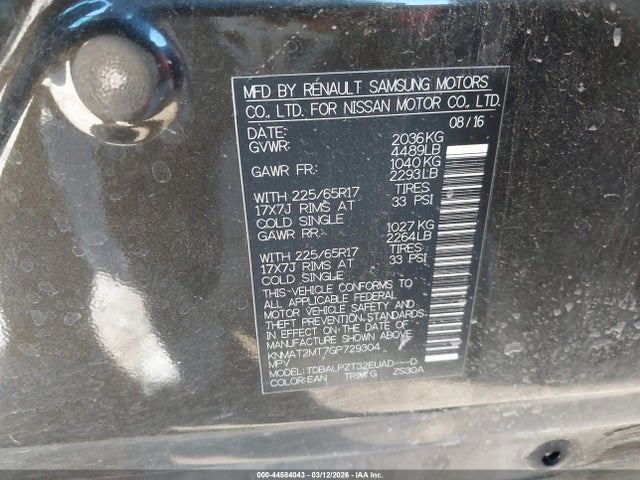 MFD BY RENAULT SAMSUNG MOTORS
CO., LTD. FOR NISSAN MOTOR CO., LTD.
DATE: 08/16
GVWR: 2036KG
4489LB
GAWR FR: 1040KG
2293LB
WITH 225/65R17 TIRES
17X7J RIMS AT 33 PSI
COLD SINGLE
GAWR RR: 1027KG
2264LB
WITH 225/65R17 TIRES
17X7J RIMS AT 33 PSI
COLD SINGLE
THIS VEHICLE CONFORMS TO
ALL APPLICABLE FEDERAL
MOTOR VEHICLE SAFETY AND
THEFT PREVENTION STANDARDS
IN EFFECT ON THE DATE OF
MANUFACTURE SHOWN ABOVE
KNMAT2MT7GP729304
MPV
MODEL: TDBALPZT32EUAD---D
COLOR: EAN TRIM: G ZS30A
000-44584043 - 03/12/2026 - IAAI